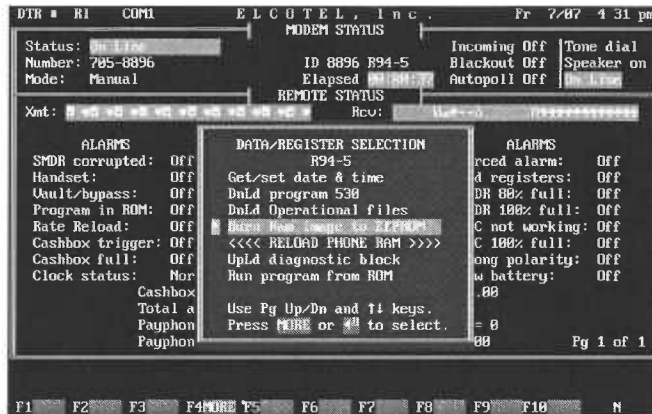 DTR ■ RI COM1 E L C O T E L , I n c . Fr 7/07 4 31 pm
MODEM STATUS
Status: On Line Incoming Off Tone dial
Number: 705-8896 ID 8896 R94-5 Blackout Off Speaker on
Mode: Manual Elapsed Autopoll Off On Line
REMOTE STATUS
Xmt: Rcv:
ALARMS DATA/REGISTER SELECTION ALARMS
SMDR corrupted: Off R94-5 rced alarm: Off
Handset: Off Get/set date & time d registers: Off
Vault/bypass: Off DnLd program 530 DR 80% full: Off
Program in ROM: Off DnLd Operational files DR 100% full: Off
Rate Reload: Off Burn Ram Image to EEPROM C not working: Off
Cashbox trigger: Off <<<< RELOAD PHONE RAM >>>> C 100% full: Off
Cashbox full: Off UpLd diagnostic block ong polarity: Off
Clock status: Nor Run program from ROM w battery: Off
Cashbox .00
Total a Use Pg Up/Dn and ↑↓ keys.
Payphon Press MORE or ◄┘ to select. = 0
Payphon 00 Pg 1 of 1
F1 F2 F3 F4MORE F5 F6 F7 F8 F9 F10 N